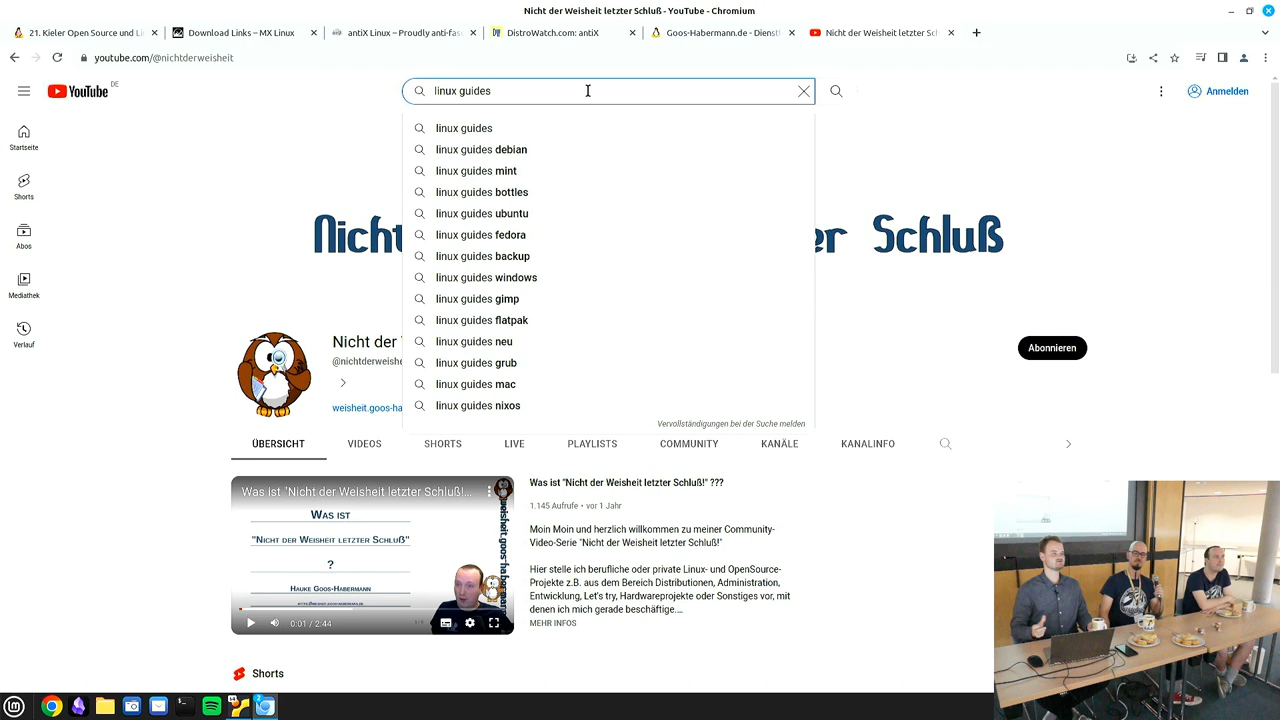 Nicht der Weisheit letzter Schluß - YouTube - Chromium
21. Kieler Open Source und Li
Download Links – MX Linux
antiX Linux – Proudly anti-fas
DistroWatch.com: antiX
Goos-Habermann.de - Dienstl
Nicht der Weisheit letzter Sc
youtube.com/@nichtderweisheit
YouTube DE
linux guides
Anmelden
Startseite
Shorts
Abos
Mediathek
Verlauf
linux guides
linux guides debian
linux guides mint
linux guides bottles
linux guides ubuntu
linux guides fedora
linux guides backup
linux guides windows
linux guides gimp
linux guides flatpak
linux guides neu
linux guides grub
linux guides mac
linux guides nixos
Vervollständigungen bei der Suche melden
Nicht er Schluß
Nicht der
@nichtderweishe
weisheit.goos-ha
Abonnieren
ÜBERSICHT VIDEOS SHORTS LIVE PLAYLISTS COMMUNITY KANÄLE KANALINFO
Was ist "Nicht der Weisheit letzter Schluß!...
Was ist
"Nicht der Weisheit letzter Schluß"
?
Hauke Goos-Habermann
0:01 / 2:44
Was ist "Nicht der Weisheit letzter Schluß!" ???
1.145 Aufrufe • vor 1 Jahr
Moin Moin und herzlich willkommen zu meiner Community-
Video-Serie "Nicht der Weisheit letzter Schluß!"
Hier stelle ich berufliche oder private Linux- und OpenSource-
Projekte z.B. aus dem Bereich Distributionen, Administration,
Entwicklung, Let's try, Hardwareprojekte oder Sonstiges vor, mit
denen ich mich gerade beschäftige....
MEHR INFOS
Shorts